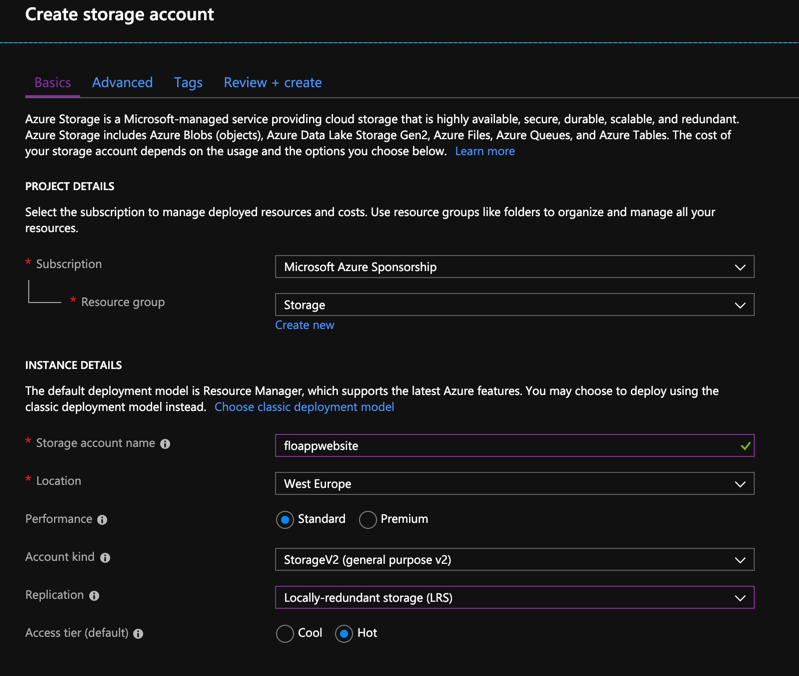 Create storage account
Basics Advanced Tags Review + create
Azure Storage is a Microsoft-managed service providing cloud storage that is highly available, secure, durable, scalable, and redundant.
Azure Storage includes Azure Blobs (objects), Azure Data Lake Storage Gen2, Azure Files, Azure Queues, and Azure Tables. The cost of
your storage account depends on the usage and the options you choose below. Learn more
PROJECT DETAILS
Select the subscription to manage deployed resources and costs. Use resource groups like folders to organize and manage all your
resources.
* Subscription Microsoft Azure Sponsorship
* Resource group Storage
Create new
INSTANCE DETAILS
The default deployment model is Resource Manager, which supports the latest Azure features. You may choose to deploy using the
classic deployment model instead. Choose classic deployment model
* Storage account name floappwebsite
* Location West Europe
Performance Standard Premium
Account kind StorageV2 (general purpose v2)
Replication Locally-redundant storage (LRS)
Access tier (default) Cool Hot